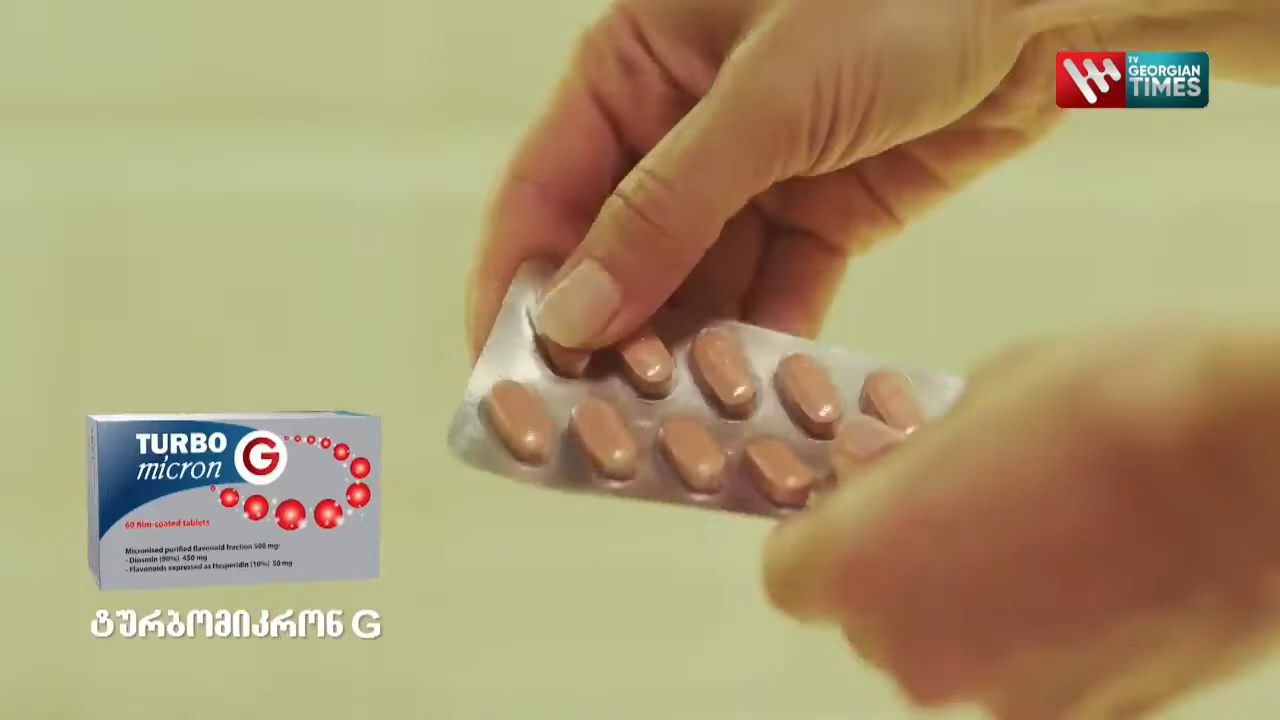 TV
GEORGIAN
TIMES
TURBO
micron G
60 film-coated tablets
Micronised purified flavonoid fraction 500 mg:
- Diosmin (90%) 450 mg
- Flavonoids expressed as Hesperidin (10%) 50 mg
ტურბომიკრონ G